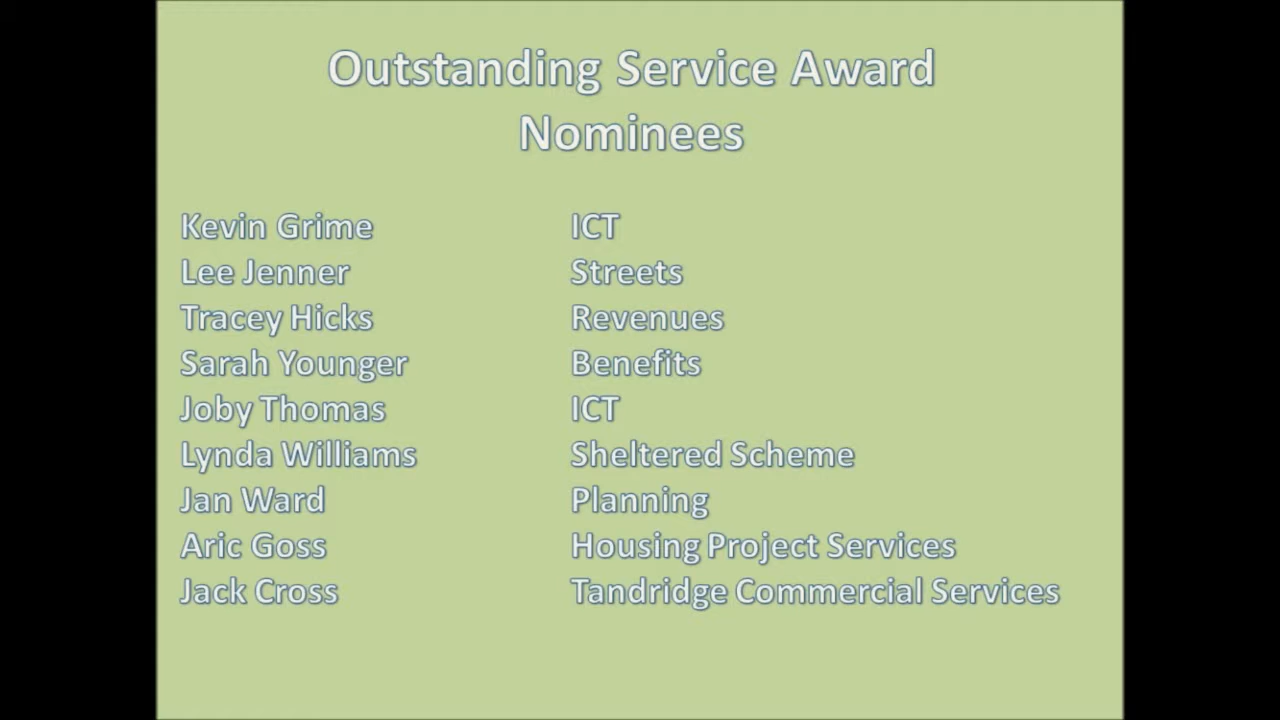 Outstanding Service Award
Nominees
Kevin Grime ICT
Lee Jenner Streets
Tracey Hicks Revenues
Sarah Younger Benefits
Joby Thomas ICT
Lynda Williams Sheltered Scheme
Jan Ward Planning
Aric Goss Housing Project Services
Jack Cross Tandridge Commercial Services